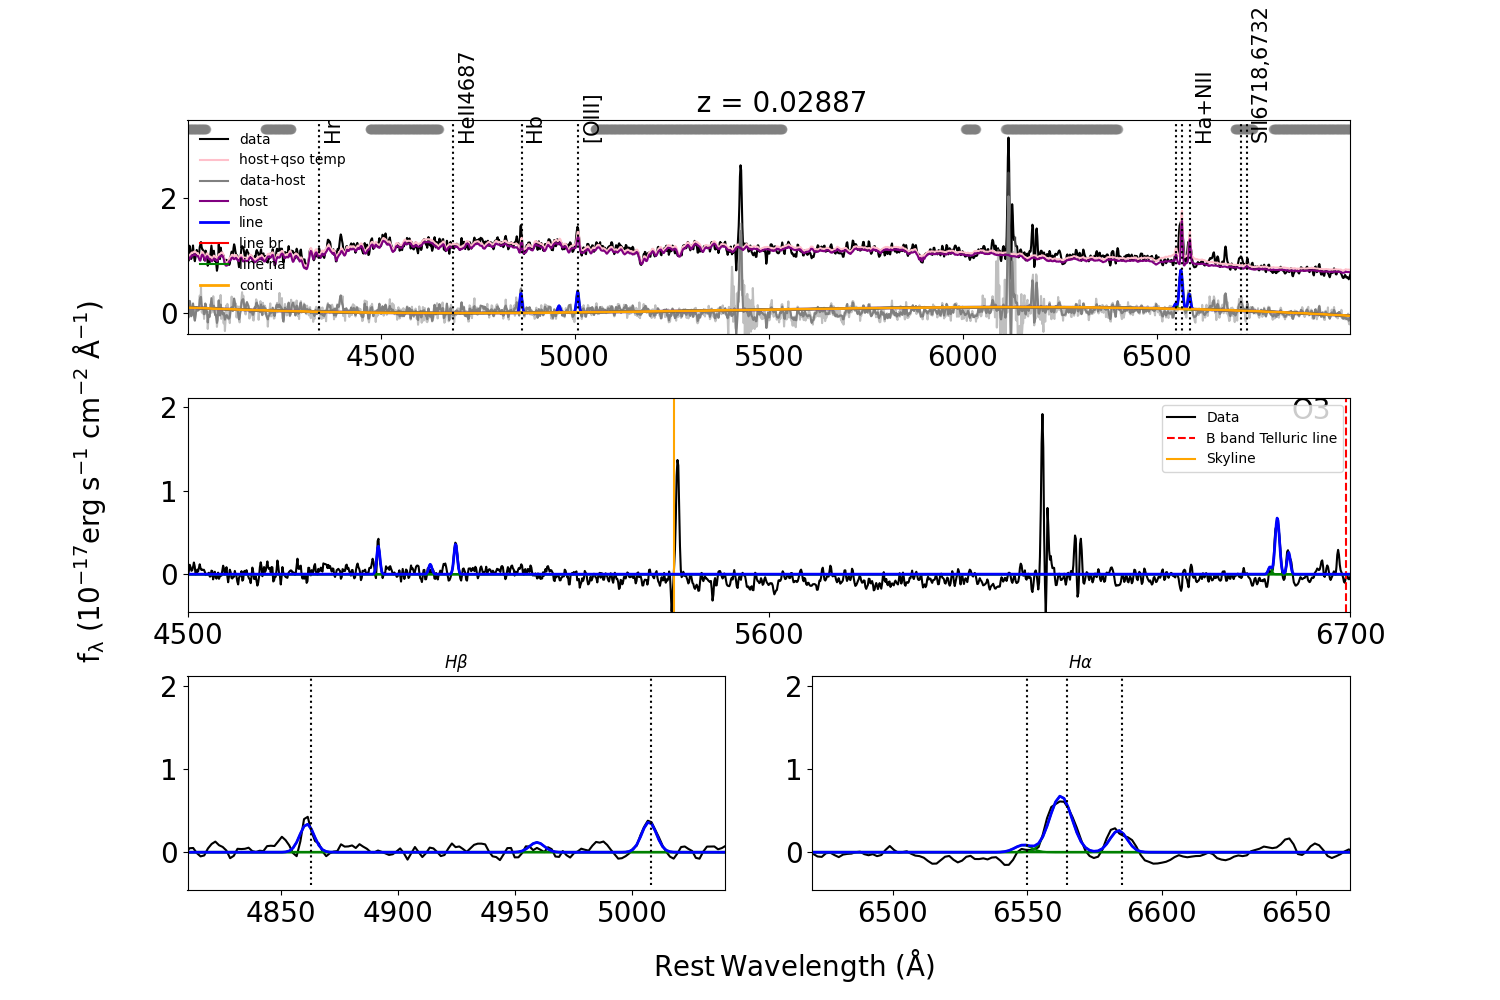 z = 0.02887
Hr
HeII4687
Hb
[OIII]
Ha+NII
SII6718,6732
data
host+qso temp
data-host
host
line
line br
line na
conti
2
0
4500 5000 5500 6000 6500
O3
Data
B band Telluric line
Skyline
2
1
0
4500 5600 6700
fλ (10⁻¹⁷erg s⁻¹ cm⁻² Å⁻¹)
Hβ
2
1
0
4850 4900 4950 5000
Hα
2
1
0
6500 6550 6600 6650
Rest Wavelength (Å)